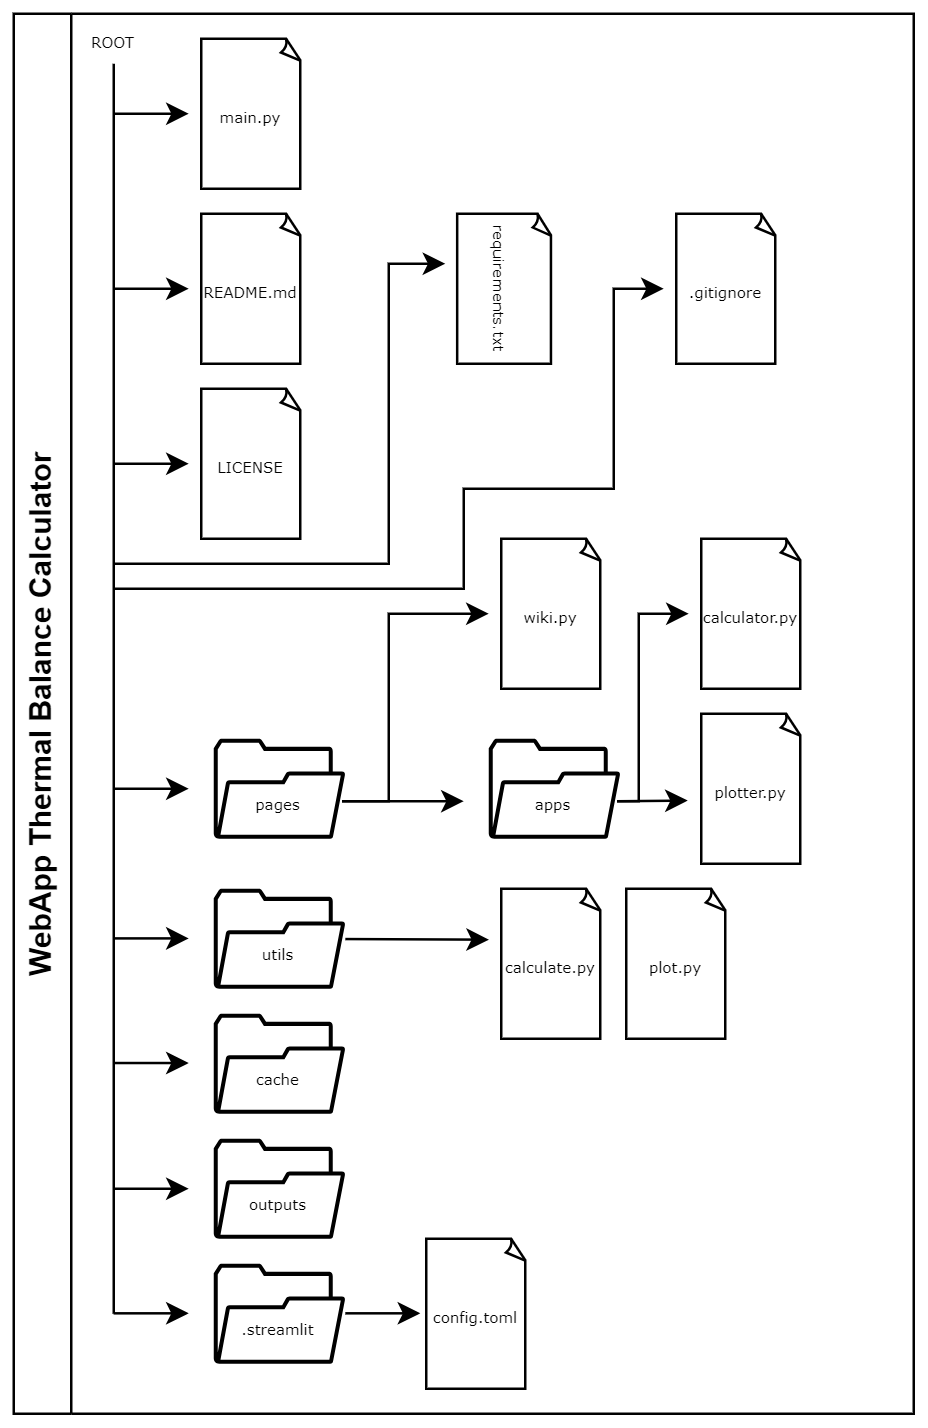 WebApp Thermal Balance Calculator
ROOT
main.py
README.md
requirements.txt
.gitignore
LICENSE
wiki.py
calculator.py
pages
apps
plotter.py
utils
calculate.py
plot.py
cache
outputs
.streamlit
config.toml